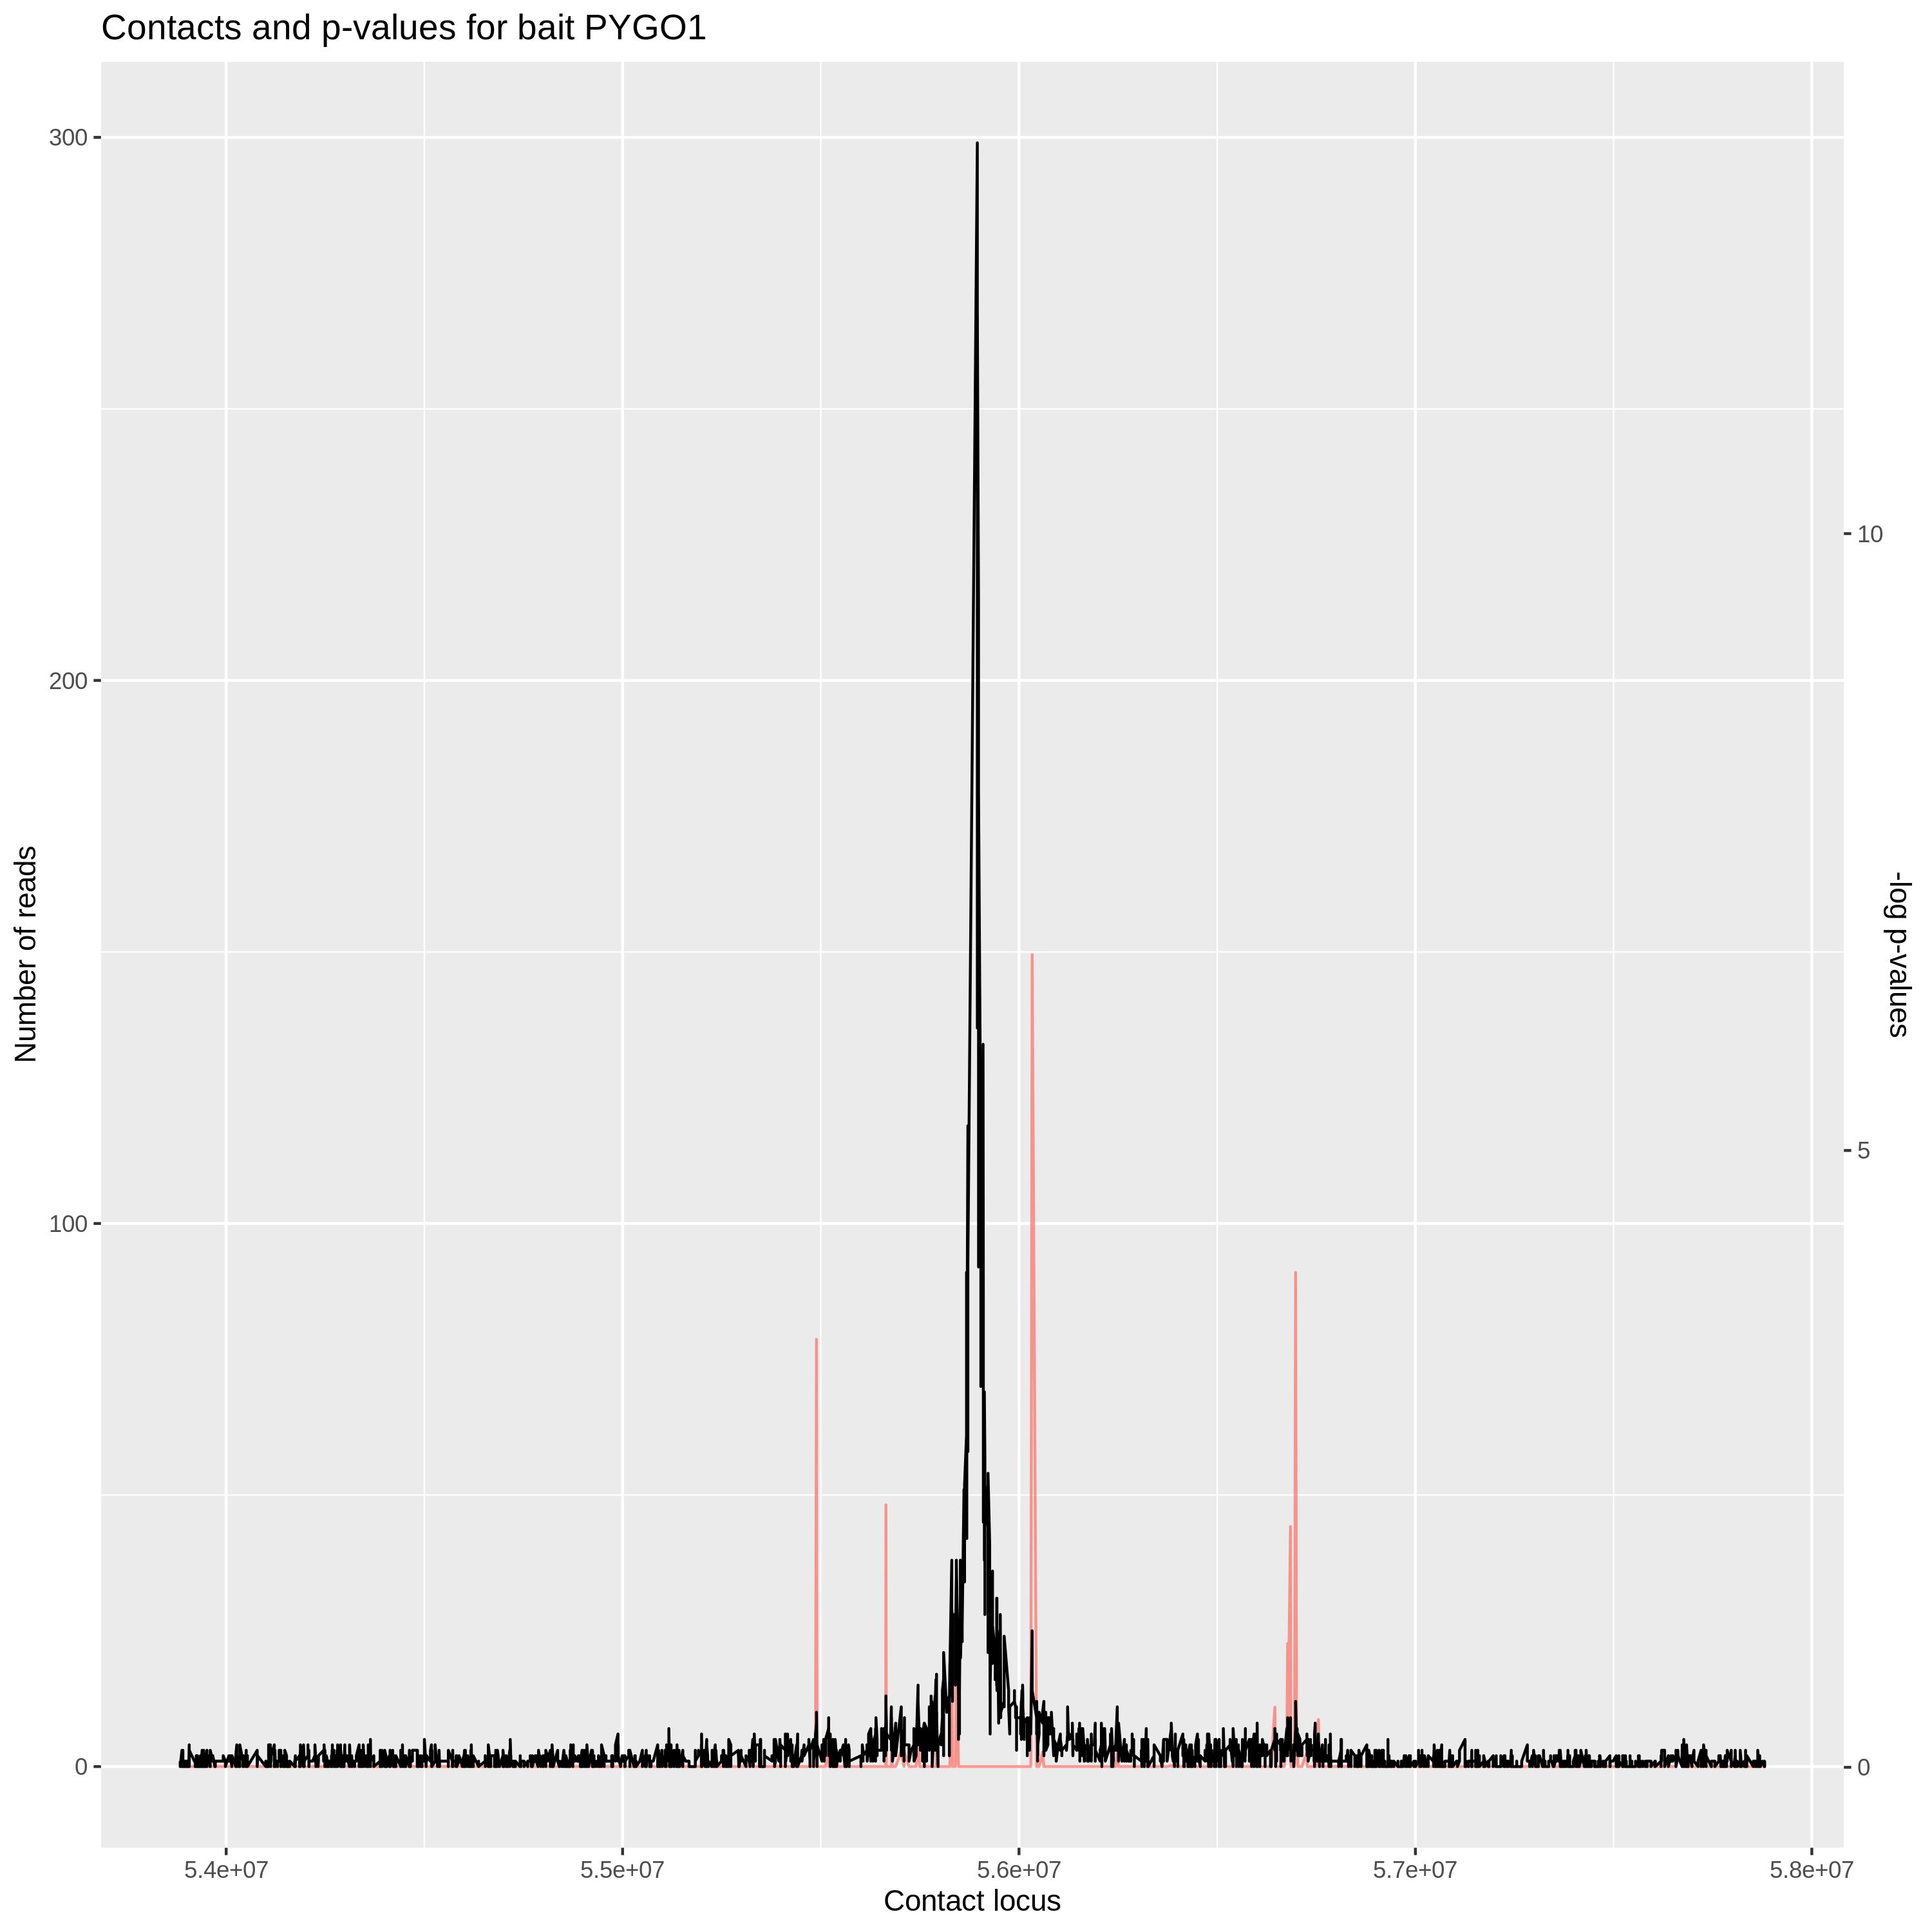 Contacts and p-values for bait PYGO1
300
200
100
0
Number of reads
10
5
0
-log p-values
5.4e+07
5.5e+07
5.6e+07
5.7e+07
5.8e+07
Contact locus